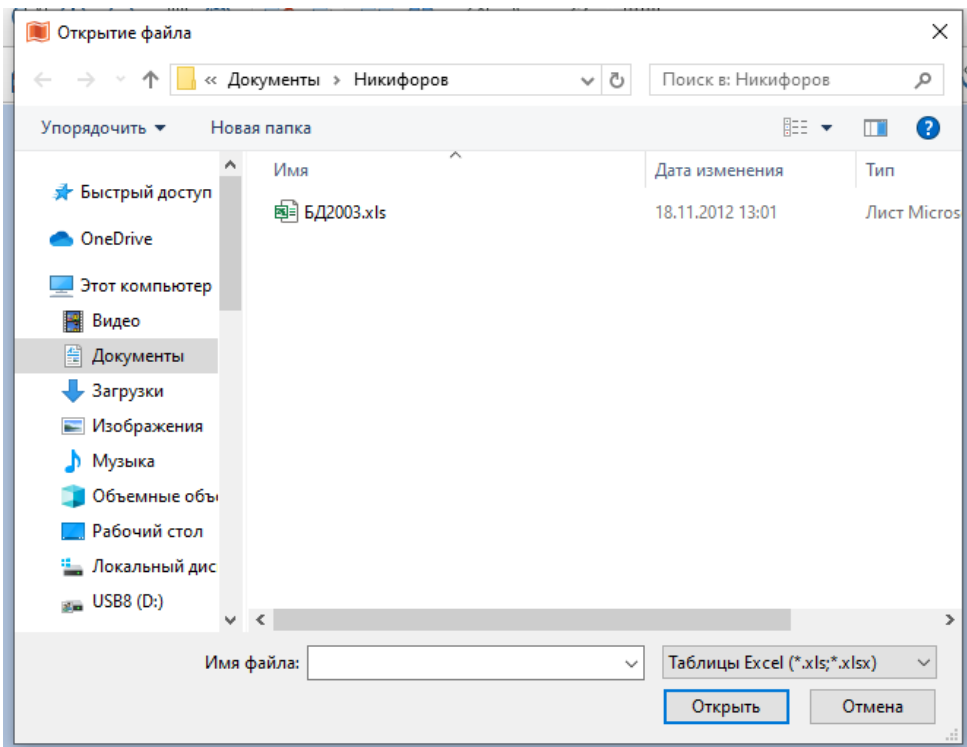 Открытие файла
« Документы › Никифоров
Поиск в: Никифоров
Упорядочить
Новая папка
Имя
Дата изменения
Тип
Быстрый доступ
БД2003.xls
18.11.2012 13:01
Лист Micros
OneDrive
Этот компьютер
Видео
Документы
Загрузки
Изображения
Музыка
Объемные объ
Рабочий стол
Локальный дис
USB8 (D:)
Имя файла:
Таблицы Excel (*.xls;*.xlsx)
Открыть
Отмена